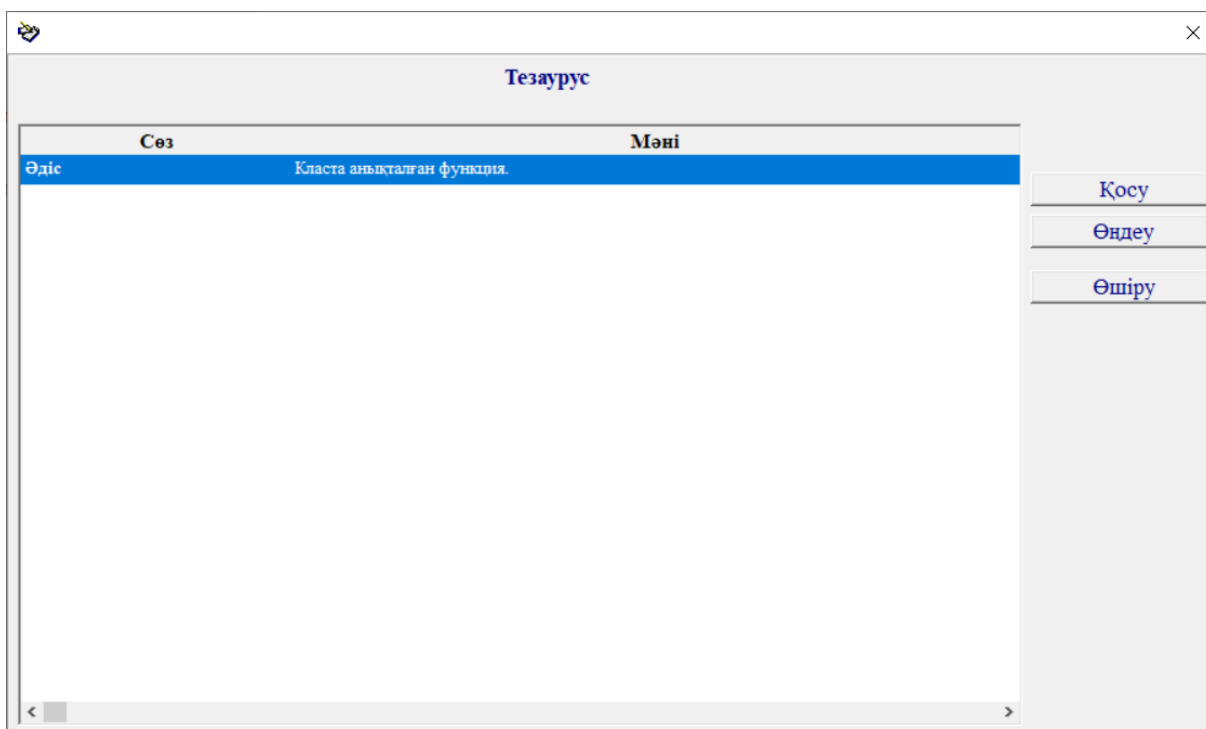 Тезаурус
Сөз Мәні
Әдіс Класта анықталған функция.
Қосу
Өңдеу
Өшіру